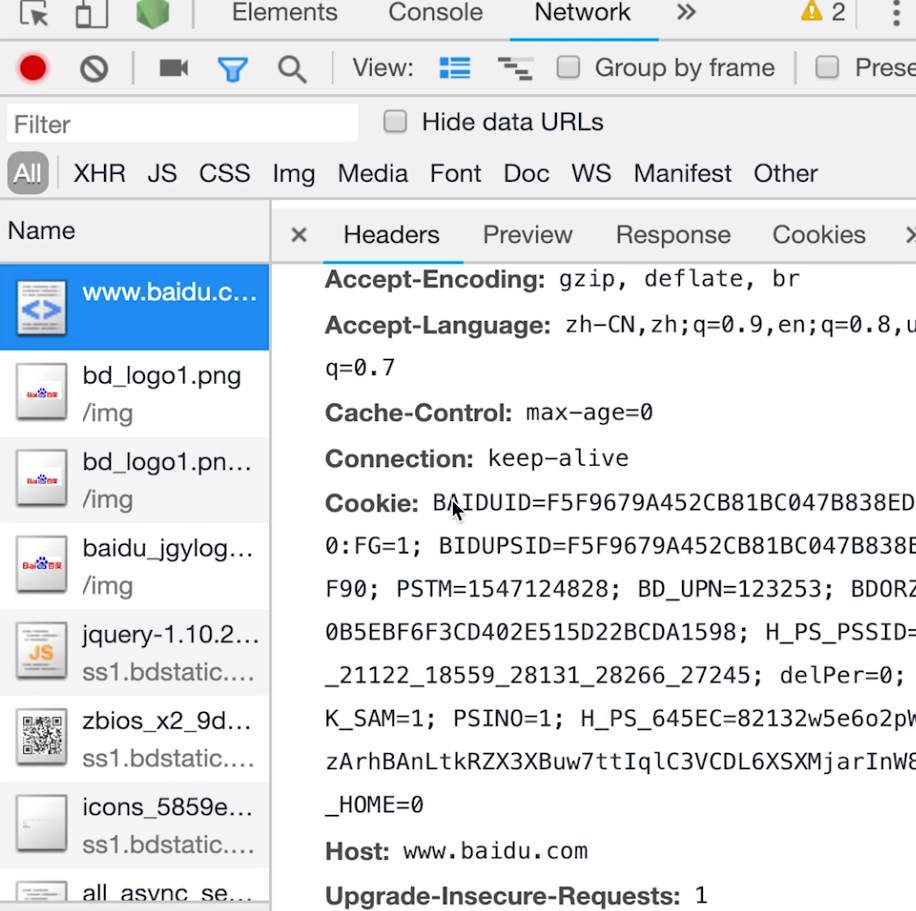 Elements Console Network » 2
View: Group by frame Prese
Filter Hide data URLs
All XHR JS CSS Img Media Font Doc WS Manifest Other
Name
× Headers Preview Response Cookies
www.baidu.c...
bd_logo1.png
/img
bd_logo1.pn...
/img
baidu_jgylog...
/img
jquery-1.10.2...
ss1.bdstatic....
zbios_x2_9d...
ss1.bdstatic....
icons_5859e...
ss1.bdstatic....
all_async_se...
Accept-Encoding: gzip, deflate, br
Accept-Language: zh-CN,zh;q=0.9,en;q=0.8,u
q=0.7
Cache-Control: max-age=0
Connection: keep-alive
Cookie: BAIDUID=F5F9679A452CB81BC047B838ED
0:FG=1; BIDUPSID=F5F9679A452CB81BC047B838E
F90; PSTM=1547124828; BD_UPN=123253; BDORZ
0B5EBF6F3CD402E515D22BCDA1598; H_PS_PSSID=
_21122_18559_28131_28266_27245; delPer=0;
K_SAM=1; PSINO=1; H_PS_645EC=82132w5e6o2pW
zArhBAnLtkRZX3XBuw7ttIqlC3VCDL6XSXMjarInW8
_HOME=0
Host: www.baidu.com
Upgrade-Insecure-Requests: 1